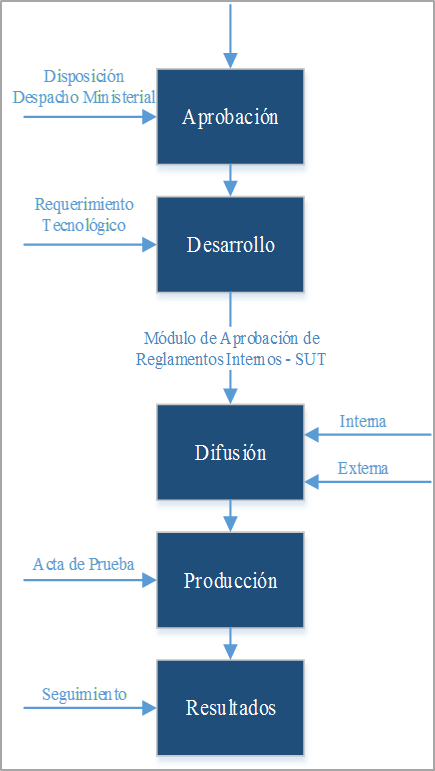 Disposición
Despacho Ministerial
Aprobación
Requerimiento
Tecnológico
Desarrollo
Módulo de Aprobación de
Reglamentos Internos - SUT
Interna
Difusión
Externa
Acta de Prueba
Producción
Seguimiento
Resultados